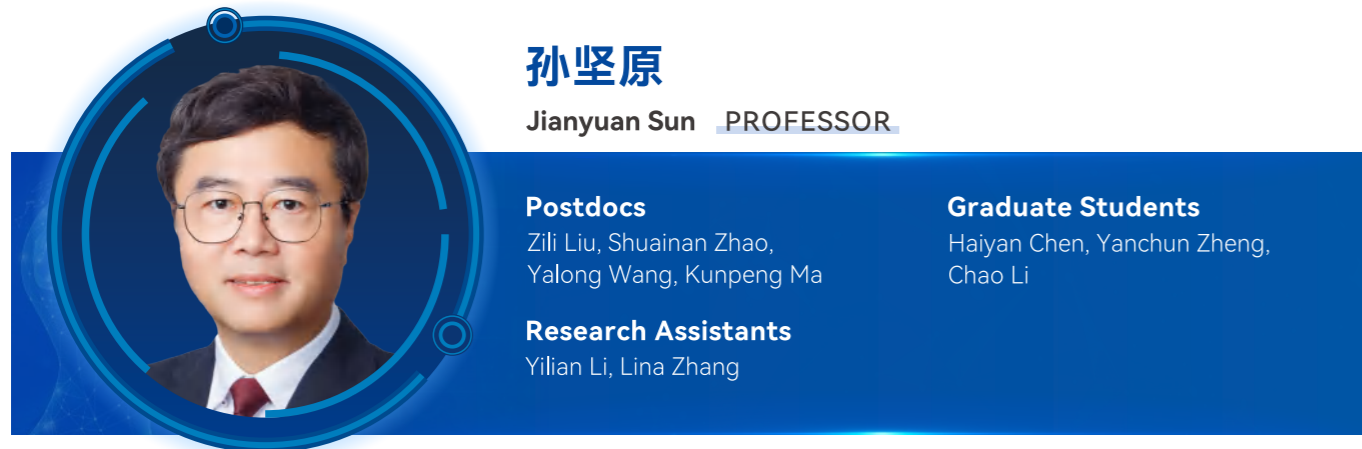 孙坚原
Jianyuan Sun PROFESSOR
Postdocs
Zili Liu, Shuainan Zhao,
Yalong Wang, Kunpeng Ma
Research Assistants
Yilian Li, Lina Zhang
Graduate Students
Haiyan Chen, Yanchun Zheng,
Chao Li